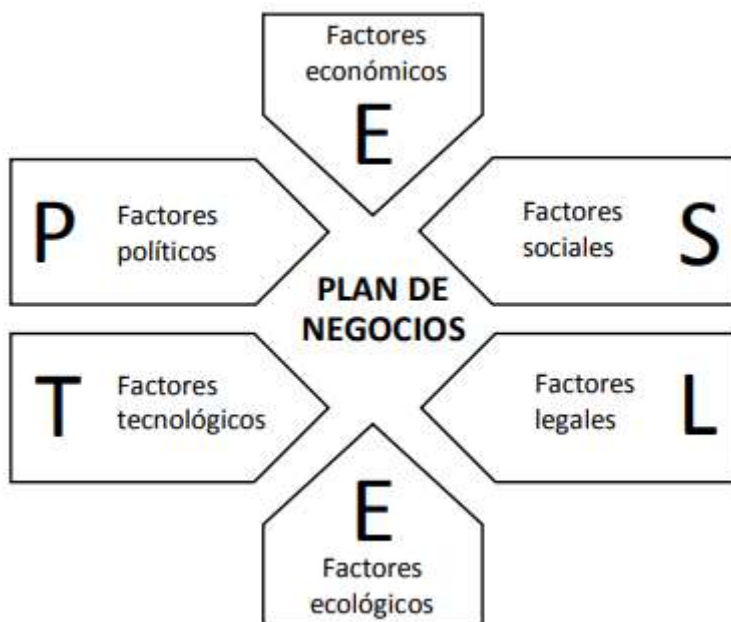 Factores
económicos
E
P
Factores
políticos
Factores
sociales
S
PLAN DE
NEGOCIOS
T
Factores
tecnológicos
Factores
legales
L
E
Factores
ecológicos